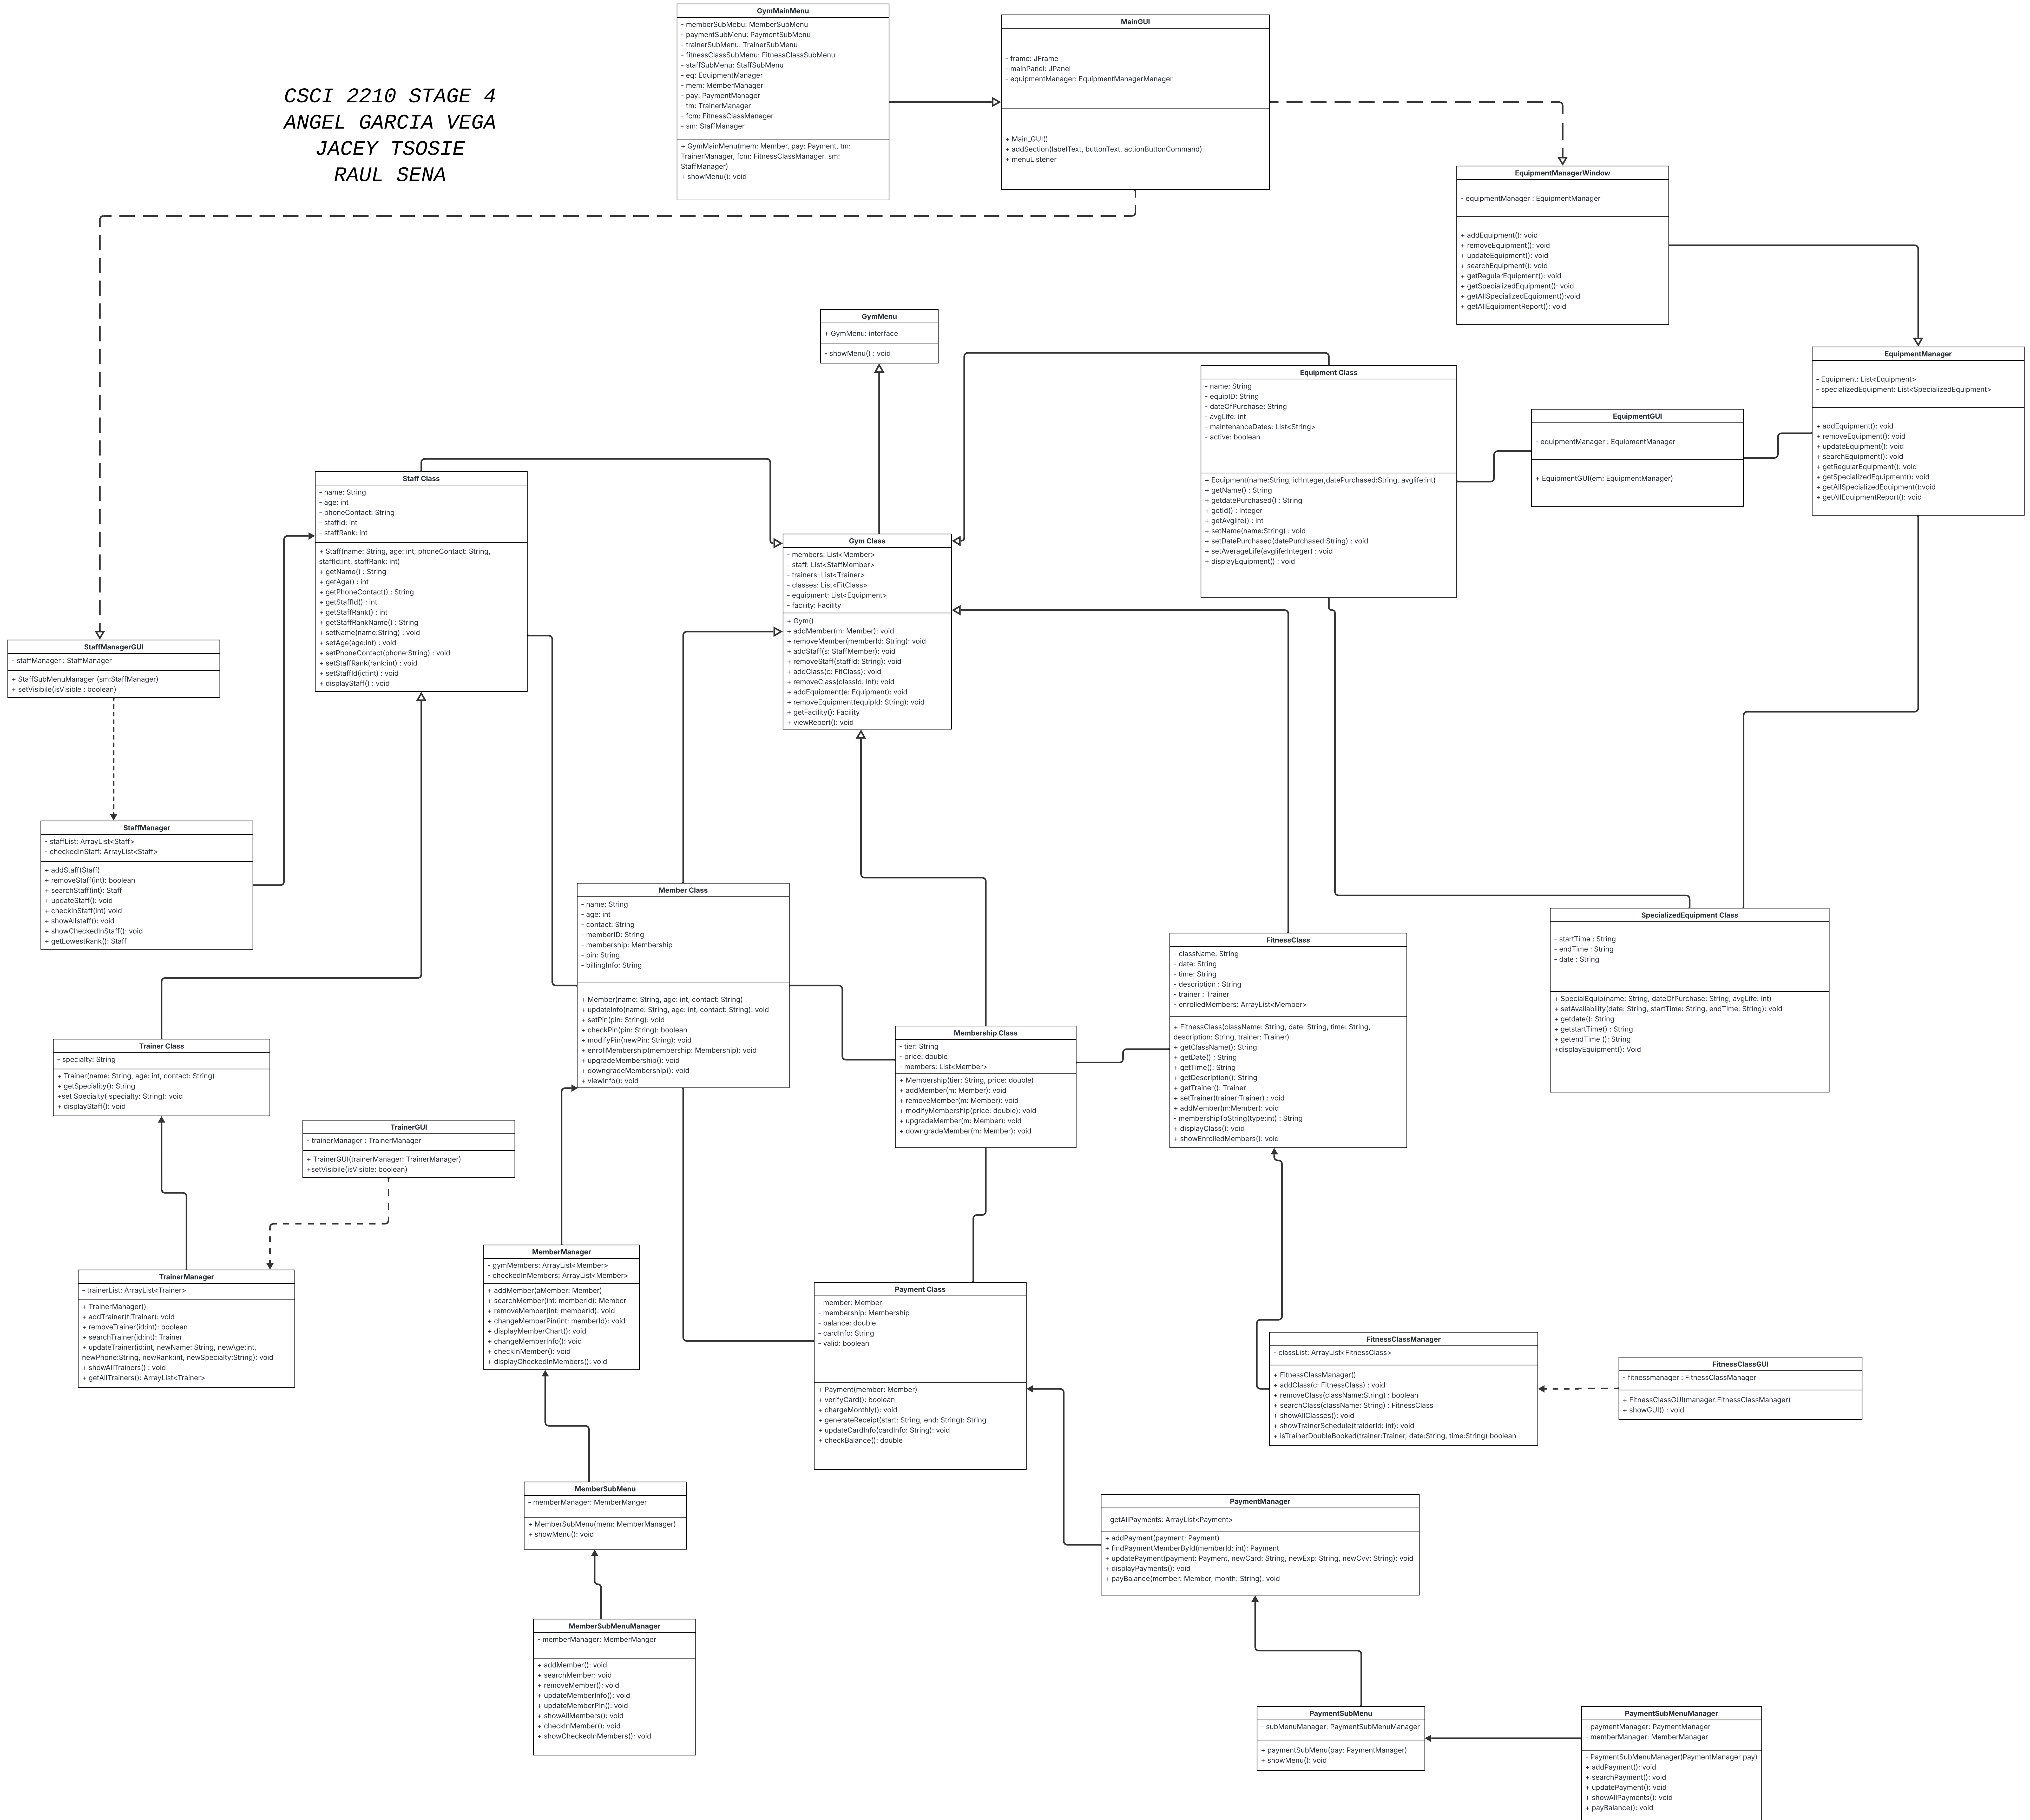 CSCI 2210 STAGE 4
ANGEL GARCIA VEGA
JACEY TSOSIE
RAUL SENA
GymMainMenu
- memberSubMebu: MemberSubMenu
- paymentSubMenu: PaymentSubMenu
- trainerSubMenu: TrainerSubMenu
- fitnessClassSubMenu: FitnessClassSubMenu
- staffSubMenu: StaffSubMenu
- eq: EquipmentManager
- mem: MemberManager
- pay: PaymentManager
- tm: TrainerManager
- fcm: FitnessClassManager
- sm: StaffManager
+ GymMainMenu(mem: Member, pay: Payment, tm:
TrainerManager, fcm: FitnessClassManager, sm:
StaffManager)
+ showMenu(): void
MainGUI
- frame: JFrame
- mainPanel: JPanel
- equipmentManager: EquipmentManagerManager
+ Main_GUI()
+ addSection(labelText, buttonText, actionButtonCommand)
+ menuListener
EquipmentManagerWindow
- equipmentManager : EquipmentManager
+ addEquipment(): void
+ removeEquipment(): void
+ updateEquipment(): void
+ searchEquipment(): void
+ getRegularEquipment(): void
+ getSpecializedEquipment(): void
+ getAllSpecializedEquipment():void
+ getAllEquipmentReport(): void
GymMenu
+ GymMenu: interface
- showMenu() : void
Equipment Class
- name: String
- equipID: String
- dateOfPurchase: String
- avgLife: int
- maintenanceDates: List<String>
- active: boolean
+ Equipment(name:String, id:Integer,datePurchased:String, avglife:int)
+ getName() : String
+ getdatePurchased() : String
+ getId() : Integer
+ getAvglife() : int
+ setName(name:String) : void
+ setDatePurchased(datePurchased:String) : void
+ setAverageLife(avglife:Integer) : void
+ displayEquipment() : void
EquipmentGUI
- equipmentManager : EquipmentManager
+ EquipmentGUI(em: EquipmentManager)
EquipmentManager
- Equipment: List<Equipment>
- specializedEquipment: List<SpecializedEquipment>
+ addEquipment(): void
+ removeEquipment(): void
+ updateEquipment(): void
+ searchEquipment(): void
+ getRegularEquipment(): void
+ getSpecializedEquipment(): void
+ getAllSpecializedEquipment():void
+ getAllEquipmentReport(): void
Staff Class
- name: String
- age: int
- phoneContact: String
- staffId: int
- staffRank: int
+ Staff(name: String, age: int, phoneContact: String,
staffId:int, staffRank: int)
+ getName() : String
+ getAge() : int
+ getPhoneContact() : String
+ getStaffId() : int
+ getStaffRank() : int
+ getStaffRankName() : String
+ setName(name:String) : void
+ setAge(age:int) : void
+ setPhoneContact(phone:String) : void
+ setStaffRank(rank:int) : void
+ setStaffId(id:int) : void
+ displayStaff() : void
Gym Class
- members: List<Member>
- staff: List<StaffMember>
- trainers: List<Trainer>
- classes: List<FitClass>
- equipment: List<Equipment>
- facility: Facility
+ Gym()
+ addMember(m: Member): void
+ removeMember(memberId: String): void
+ addStaff(s: StaffMember): void
+ removeStaff(staffId: String): void
+ addClass(c: FitClass): void
+ removeClass(classId: int): void
+ addEquipment(e: Equipment): void
+ removeEquipment(equipId: String): void
+ getFacility(): Facility
+ viewReport(): void
StaffManagerGUI
- staffManager : StaffManager
+ StaffSubMenuManager (sm:StaffManager)
+ setVisibile(isVisible : boolean)
StaffManager
- staffList: ArrayList<Staff>
- checkedInStaff: ArrayList<Staff>
+ addStaff(Staff)
+ removeStaff(int): boolean
+ searchStaff(int): Staff
+ updateStaff(): void
+ checkInStaff(int) void
+ showAllstaff(): void
+ showCheckedInStaff(): void
+ getLowestRank(): Staff
Member Class
- name: String
- age: int
- contact: String
- memberID: String
- membership: Membership
- pin: String
- billingInfo: String
+ Member(name: String, age: int, contact: String)
+ updateInfo(name: String, age: int, contact: String): void
+ setPin(pin: String): void
+ checkPin(pin: String): boolean
+ modifyPin(newPin: String): void
+ enrollMembership(membership: Membership): void
+ upgradeMembership(): void
+ downgradeMembership(): void
+ viewInfo(): void
Membership Class
- tier: String
- price: double
- members: List<Member>
+ Membership(tier: String, price: double)
+ addMember(m: Member): void
+ removeMember(m: Member): void
+ modifyMembership(price: double): void
+ upgradeMember(m: Member): void
+ downgradeMember(m: Member): void
FitnessClass
- className: String
- date: String
- time: String
- description : String
- trainer : Trainer
- enrolledMembers: ArrayList<Member>
+ FitnessClass(className: String, date: String, time: String,
description: String, trainer: Trainer)
+ getClassName(): String
+ getDate() ; String
+ getTime(): String
+ getDescription(): String
+ getTrainer(): Trainer
+ setTrainer(trainer:Trainer) : void
+ addMember(m:Member): void
- membershipToString(type:int) : String
+ displayClass(): void
+ showEnrolledMembers(): void
SpecializedEquipment Class
- startTime : String
- endTime : String
- date : String
+ SpecialEquip(name: String, dateOfPurchase: String, avgLife: int)
+ setAvailability(date: String, startTime: String, endTime: String): void
+ getdate(): String
+ getstartTime() : String
+ getendTime (): String
+displayEquipment(): Void
Trainer Class
- specialty: String
+ Trainer(name: String, age: int, contact: String)
+ getSpeciality(): String
+set Specialty( specialty: String): void
+ displayStaff(): void
TrainerGUI
- trainerManager : TrainerManager
+ TrainerGUI(trainerManager: TrainerManager)
+setVisibile(isVisible: boolean)
TrainerManager
- trainerList: ArrayList<Trainer>
+ TrainerManager()
+ addTrainer(t:Trainer): void
+ removeTrainer(id:int): boolean
+ searchTrainer(id:int): Trainer
+ updateTrainer(id:int, newName: String, newAge:int,
newPhone:String, newRank:int, newSpecialty:String): void
+ showAllTrainers() : void
+ getAllTrainers(): ArrayList<Trainer>
MemberManager
- gymMembers: ArrayList<Member>
- checkedInMembers: ArrayList<Member>
+ addMember(aMember: Member)
+ searchMember(int: memberId): Member
+ removeMember(int: memberId): void
+ changeMemberPin(int: memberId): void
+ displayMemberChart(): void
+ changeMemberInfo(): void
+ checkInMember(): void
+ displayCheckedInMembers(): void
Payment Class
- member: Member
- membership: Membership
- balance: double
- cardInfo: String
- valid: boolean
+ Payment(member: Member)
+ verifyCard(): boolean
+ chargeMonthly(): void
+ generateReceipt(start: String, end: String): String
+ updateCardInfo(cardInfo: String): void
+ checkBalance(): double
FitnessClassManager
- classList: ArrayList<FitnessClass>
+ FitnessClassManager()
+ addClass(c: FitnessClass) : void
+ removeClass(className:String) : boolean
+ searchClass(className: String) : FitnessClass
+ showAllClasses(): void
+ showTrainerSchedule(traiderId: int): void
+ isTrainerDoubleBooked(trainer:Trainer, date:String, time:String) boolean
FitnessClassGUI
- fitnessmanager : FitnessClassManager
+ FitnessClassGUI(manager:FitnessClassManager)
+ showGUI() : void
MemberSubMenu
- memberManager: MemberManger
+ MemberSubMenu(mem: MemberManager)
+ showMenu(): void
PaymentManager
- getAllPayments: ArrayList<Payment>
+ addPayment(payment: Payment)
+ findPaymentMemberById(memberId: int): Payment
+ updatePayment(payment: Payment, newCard: String, newExp: String, newCvv: String): void
+ displayPayments(): void
+ payBalance(member: Member, month: String): void
MemberSubMenuManager
- memberManager: MemberManger
+ addMember(): void
+ searchMember: void
+ removeMember(): void
+ updateMemberInfo(): void
+ updateMemberPIn(): void
+ showAllMembers(): void
+ checkInMember(): void
+ showCheckedInMembers(): void
PaymentSubMenu
- subMenuManager: PaymentSubMenuManager
+ paymentSubMenu(pay: PaymentManager)
+ showMenu(): void
PaymentSubMenuManager
- paymentManager: PaymentManager
- memberManager: MemberManager
- PaymentSubMenuManager(PaymentManager pay)
+ addPayment(): void
+ searchPayment(): void
+ updatePayment(): void
+ showAllPayments(): void
+ payBalance(): void